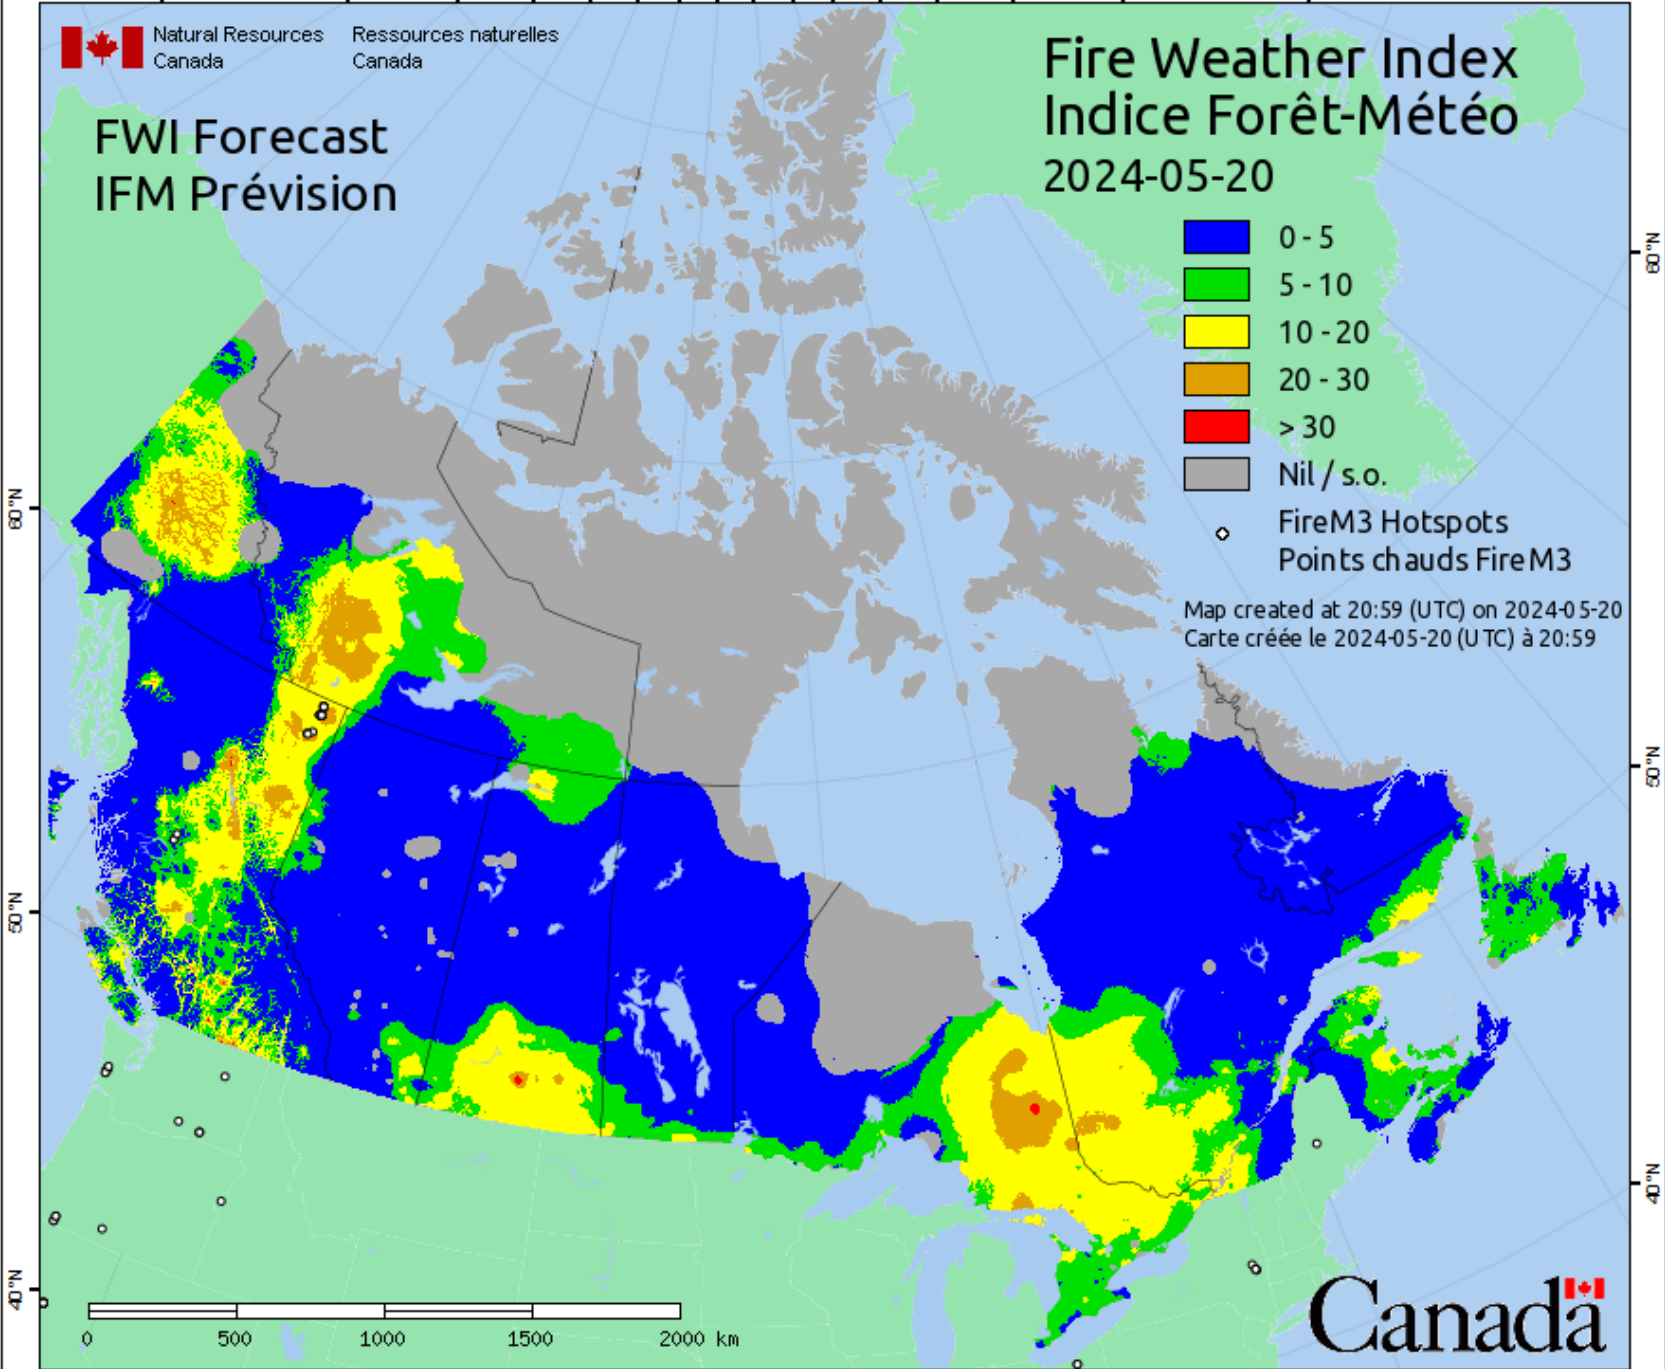 Natural Resources Canada
Ressources naturelles Canada
FWI Forecast
IFM Prévision
Fire Weather Index
Indice Forêt-Météo
2024-05-20
0 - 5
5 - 10
10 - 20
20 - 30
> 30
Nil / s.o.
FireM3 Hotspots
Points chauds FireM3
Map created at 20:59 (UTC) on 2024-05-20
Carte créée le 2024-05-20 (UTC) à 20:59
60°N
60°N
50°N
50°N
40°N
40°N
0 500 1000 1500 2000 km
Canada